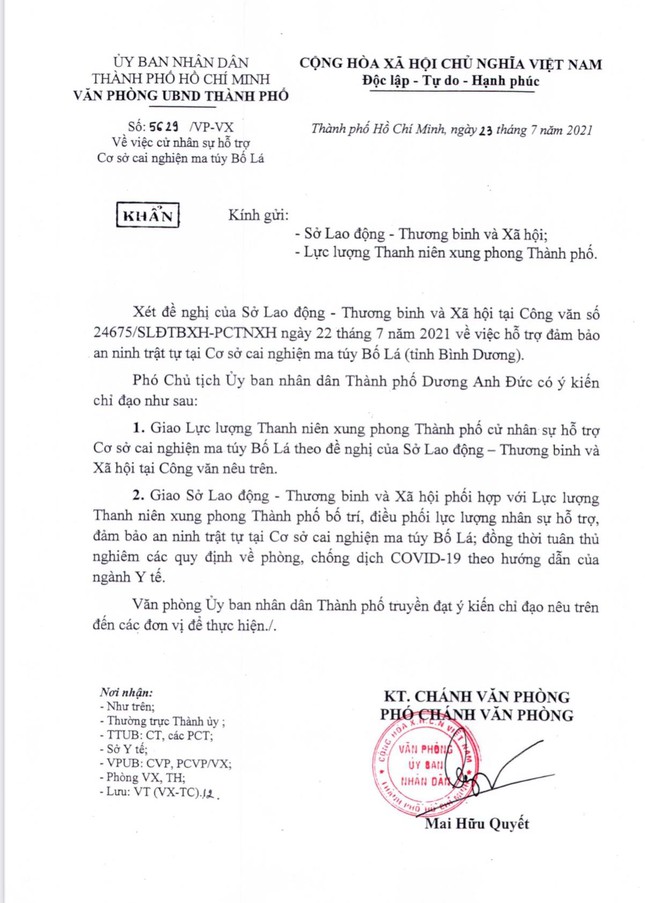 ỦY BAN NHÂN DÂN
THÀNH PHỐ HỒ CHÍ MINH
VĂN PHÒNG UBND THÀNH PHỐ
Số: 5629 /VP-VX
Về việc cử nhân sự hỗ trợ
Cơ sở cai nghiện ma túy Bố Lá
CỘNG HÒA XÃ HỘI CHỦ NGHĨA VIỆT NAM
Độc lập - Tự do - Hạnh phúc
Thành phố Hồ Chí Minh, ngày 23 tháng 7 năm 2021
KHẨN
Kính gửi:
- Sở Lao động - Thương binh và Xã hội;
- Lực lượng Thanh niên xung phong Thành phố.
Xét đề nghị của Sở Lao động - Thương binh và Xã hội tại Công văn số
24675/SLĐTBXH-PCTNXH ngày 22 tháng 7 năm 2021 về việc hỗ trợ đảm bảo
an ninh trật tự tại Cơ sở cai nghiện ma túy Bố Lá (tỉnh Bình Dương).
Phó Chủ tịch Ủy ban nhân dân Thành phố Dương Anh Đức có ý kiến
chỉ đạo như sau:
1. Giao Lực lượng Thanh niên xung phong Thành phố cử nhân sự hỗ trợ
Cơ sở cai nghiện ma túy Bố Lá theo đề nghị của Sở Lao động – Thương binh và
Xã hội tại Công văn nêu trên.
2. Giao Sở Lao động - Thương binh và Xã hội phối hợp với Lực lượng
Thanh niên xung phong Thành phố bố trí, điều phối lực lượng nhân sự hỗ trợ,
đảm bảo an ninh trật tự tại Cơ sở cai nghiện ma túy Bố Lá; đồng thời tuân thủ
nghiêm các quy định về phòng, chống dịch COVID-19 theo hướng dẫn của
ngành Y tế.
Văn phòng Ủy ban nhân dân Thành phố truyền đạt ý kiến chỉ đạo nêu trên
đến các đơn vị để thực hiện./.
Nơi nhận:
- Như trên;
- Thường trực Thành ủy ;
- TTUB: CT, các PCT;
- Sở Y tế;
- VPUB: CVP, PCVP/VX;
- Phòng VX, TH;
- Lưu: VT (VX-TC).12.
KT. CHÁNH VĂN PHÒNG
PHÓ CHÁNH VĂN PHÒNG
CỘNG HÒA X.H.C.N VIỆT NAM
VĂN PHÒNG
ỦY BAN
NHÂN DÂN
THÀNH PHỐ HỒ CHÍ MINH
Mai Hữu Quyết